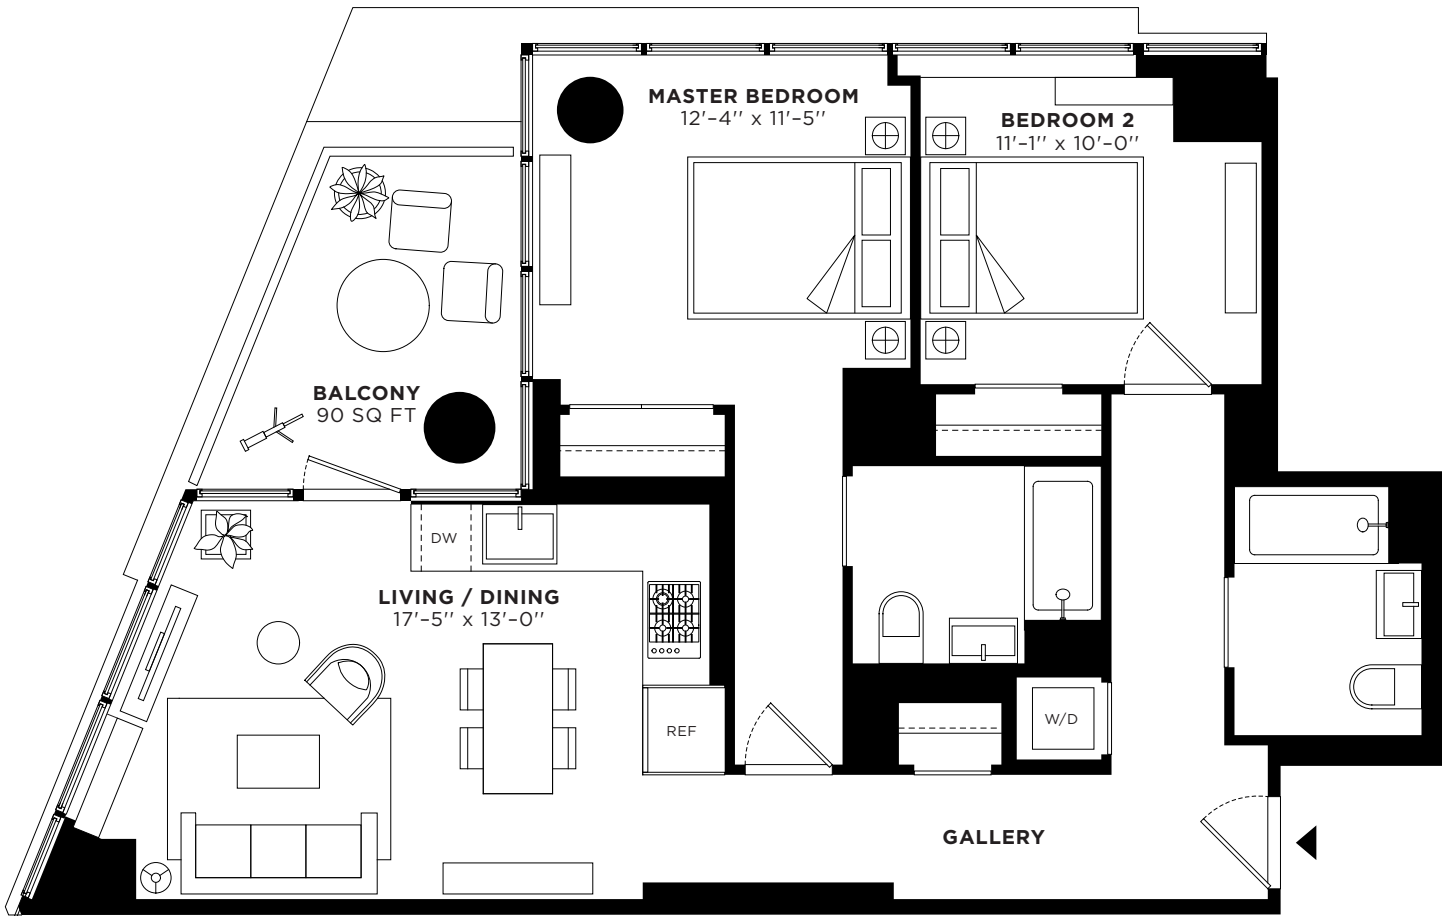 MASTER BEDROOM
12'-4'' x 11'-5''
BEDROOM 2
11'-1'' x 10'-0''
BALCONY
90 SQ FT
DW
LIVING / DINING
17'-5'' x 13'-0''
REF
W/D
GALLERY